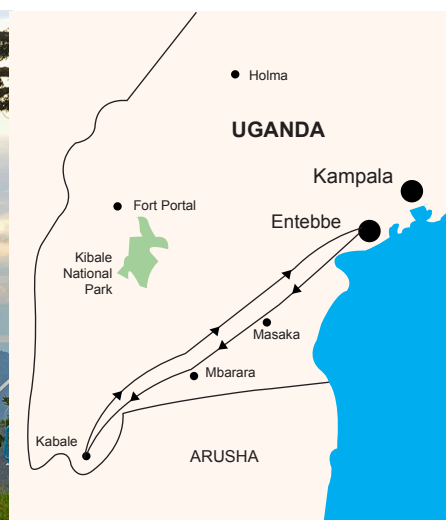 Holma
UGANDA
Kampala
Fort Portal
Entebbe
Kibale
National
Park
Masaka
Mbarara
Kabale
ARUSHA